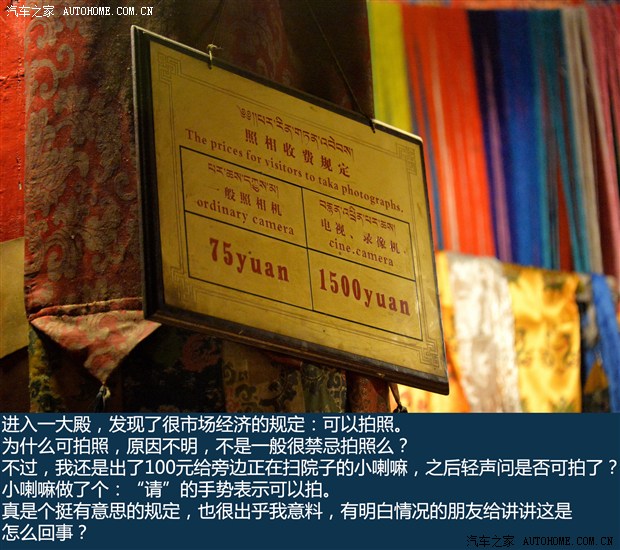 汽车之家 AUTOHOME.COM.CN
汽车之家 AUTOHOME.COM.CN
照相收费规定
The prices for visitors to taka photographs.
一般照相机
ordinary camera
75yuan
电视、录像机
cine.camera
1500yuan
进入一大殿，发现了很市场经济的规定：可以拍照。
为什么可拍照，原因不明，不是一般很禁忌拍照么？
不过，我还是出了100元给旁边正在扫院子的小喇嘛，之后轻声问是否可拍了？
小喇嘛做了个：“请”的手势表示可以拍。
真是个挺有意思的规定，也很出乎我意料，有明白情况的朋友给讲讲这是
怎么回事？
汽车之家 AUTOHOME.COM.CN